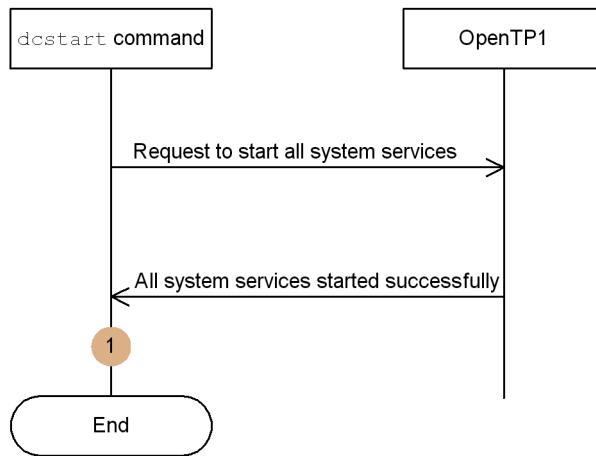 dcstart command
OpenTP1
Request to start all system services
All system services started successfully
1
End